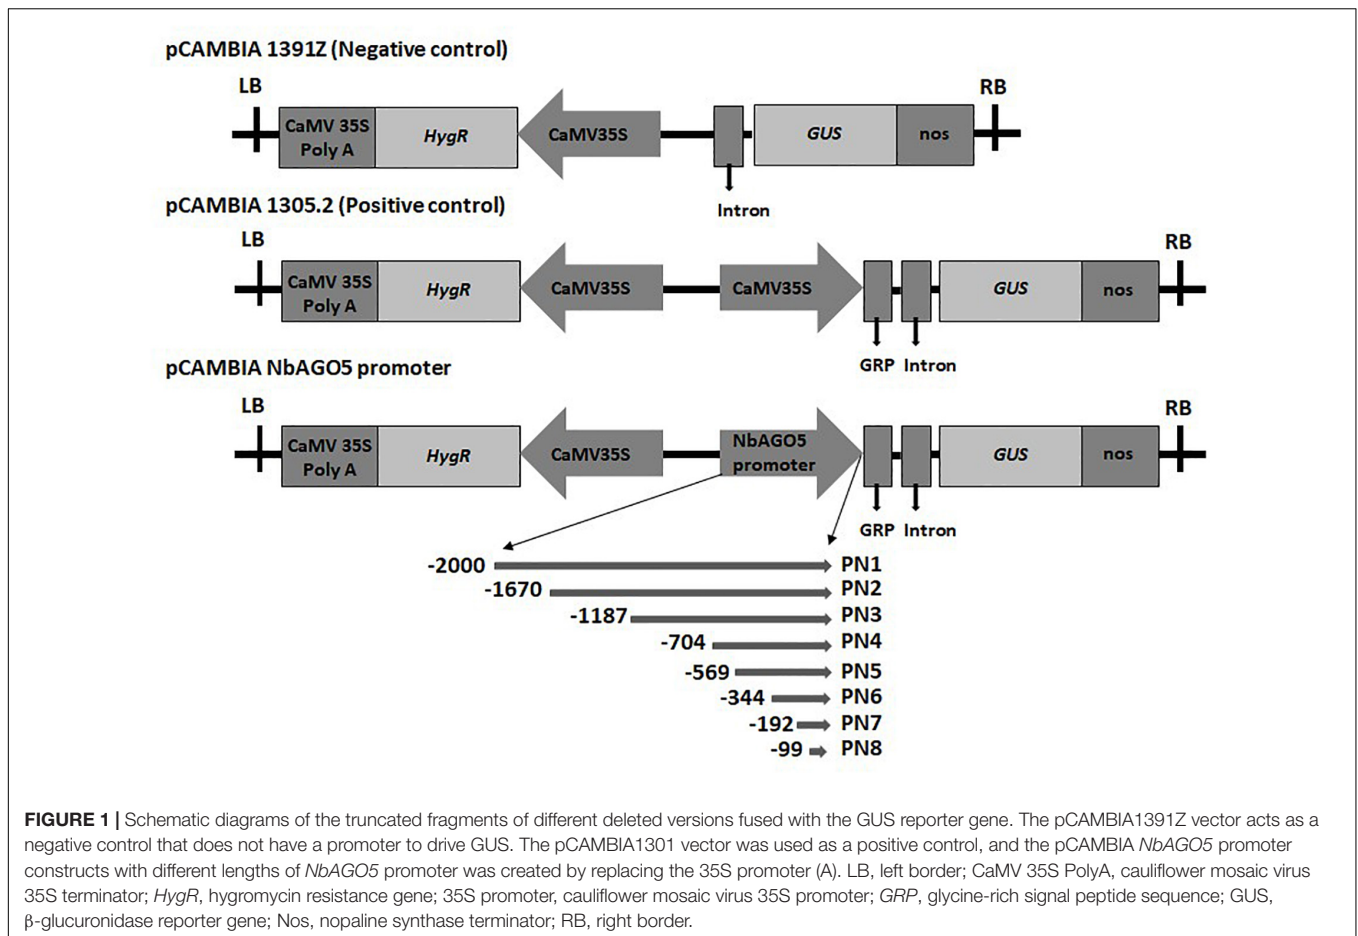 pCAMBIA 1391Z (Negative control)
LB
RB
CaMV 35S
Poly A
HygR
CaMV35S
GUS
nos
Intron
pCAMBIA 1305.2 (Positive control)
LB
RB
CaMV 35S
Poly A
HygR
CaMV35S
CaMV35S
GUS
nos
GRP
Intron
pCAMBIA NbAGO5 promoter
LB
RB
CaMV 35S
Poly A
HygR
CaMV35S
NbAGO5
promoter
GUS
nos
GRP
Intron
-2000 PN1
-1670 PN2
-1187 PN3
-704 PN4
-569 PN5
-344 PN6
-192 PN7
-99 PN8
FIGURE 1 | Schematic diagrams of the truncated fragments of different deleted versions fused with the GUS reporter gene. The pCAMBIA1391Z vector acts as a
negative control that does not have a promoter to drive GUS. The pCAMBIA1301 vector was used as a positive control, and the pCAMBIA NbAGO5 promoter
constructs with different lengths of NbAGO5 promoter was created by replacing the 35S promoter (A). LB, left border; CaMV 35S PolyA, cauliflower mosaic virus
35S terminator; HygR, hygromycin resistance gene; 35S promoter, cauliflower mosaic virus 35S promoter; GRP, glycine-rich signal peptide sequence; GUS,
β-glucuronidase reporter gene; Nos, nopaline synthase terminator; RB, right border.